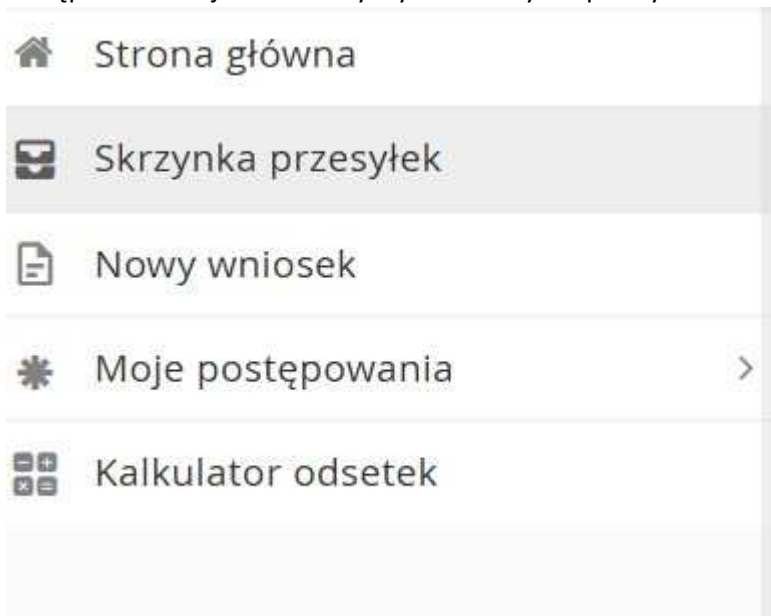 Strona główna
Skrzynka przesyłek
Nowy wniosek
Moje postępowania
Kalkulator odsetek